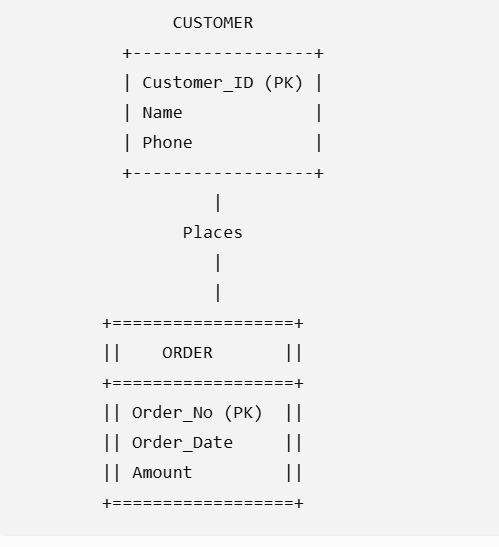 CUSTOMER
+------------------+
| Customer_ID (PK) |
| Name             |
| Phone            |
+------------------+
|
Places
|
|
+==================+
||    ORDER       ||
+==================+
|| Order_No (PK)  ||
|| Order_Date     ||
|| Amount         ||
+==================+